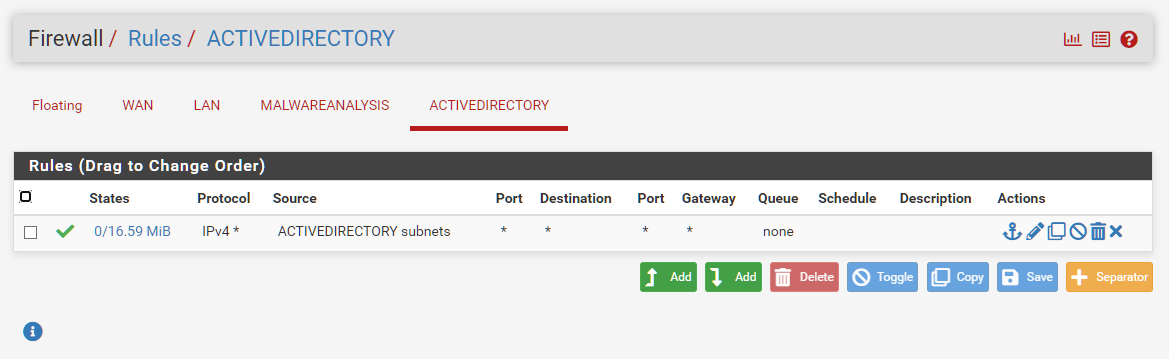 Firewall / Rules / ACTIVEDIRECTORY
Floating WAN LAN MALWAREANALYSIS ACTIVEDIRECTORY
Rules (Drag to Change Order)
States Protocol Source Port Destination Port Gateway Queue Schedule Description Actions
0/16.59 MiB IPv4 * ACTIVEDIRECTORY subnets * * * * none
Add Add Delete Toggle Copy Save Separator